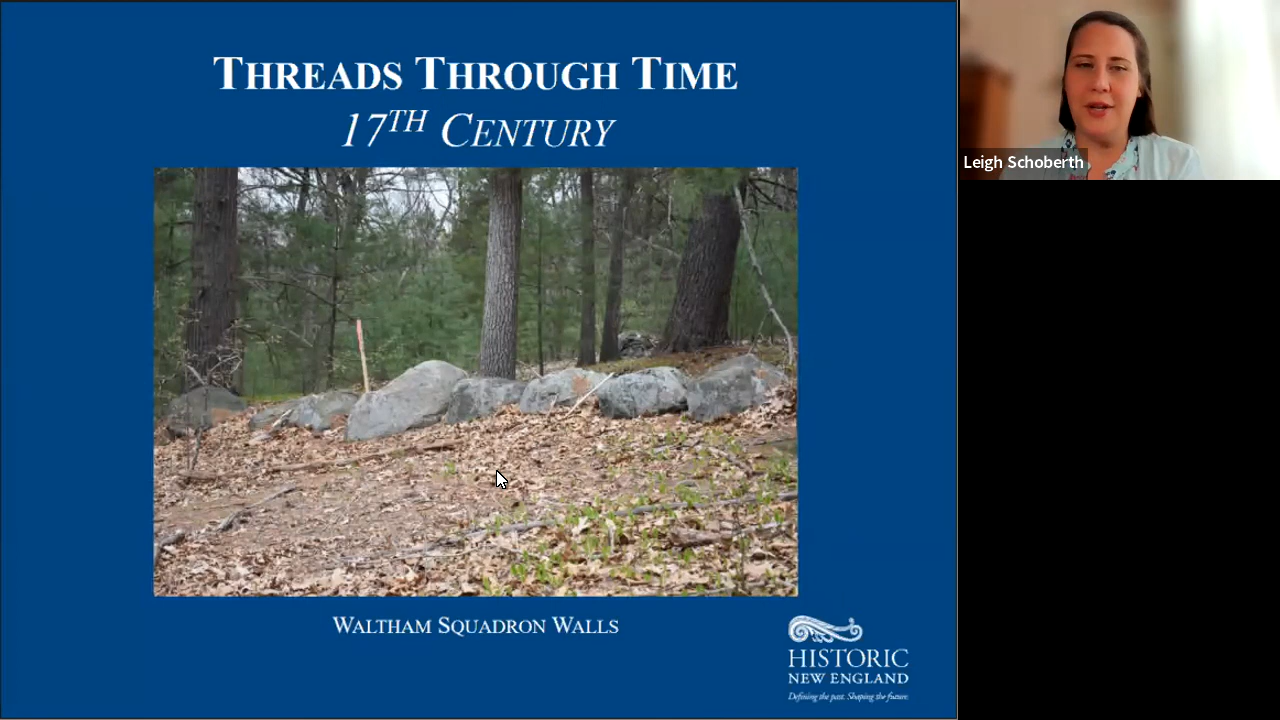 THREADS THROUGH TIME
17TH CENTURY
WALTHAM SQUADRON WALLS
HISTORIC
NEW ENGLAND
Defining the past. Shaping the future.
Leigh Schoberth